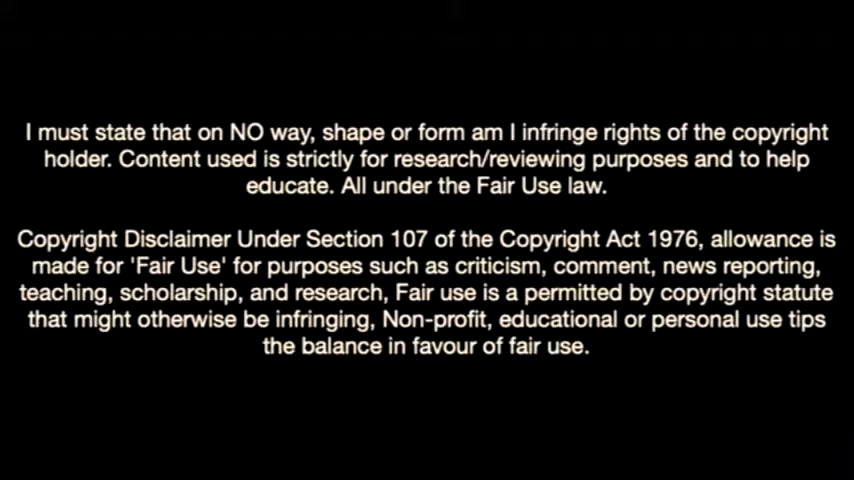 I must state that on NO way, shape or form am I infringe rights of the copyright
holder. Content used is strictly for research/reviewing purposes and to help
educate. All under the Fair Use law.
Copyright Disclaimer Under Section 107 of the Copyright Act 1976, allowance is
made for 'Fair Use' for purposes such as criticism, comment, news reporting,
teaching, scholarship, and research, Fair use is a permitted by copyright statute
that might otherwise be infringing, Non-profit, educational or personal use tips
the balance in favour of fair use.